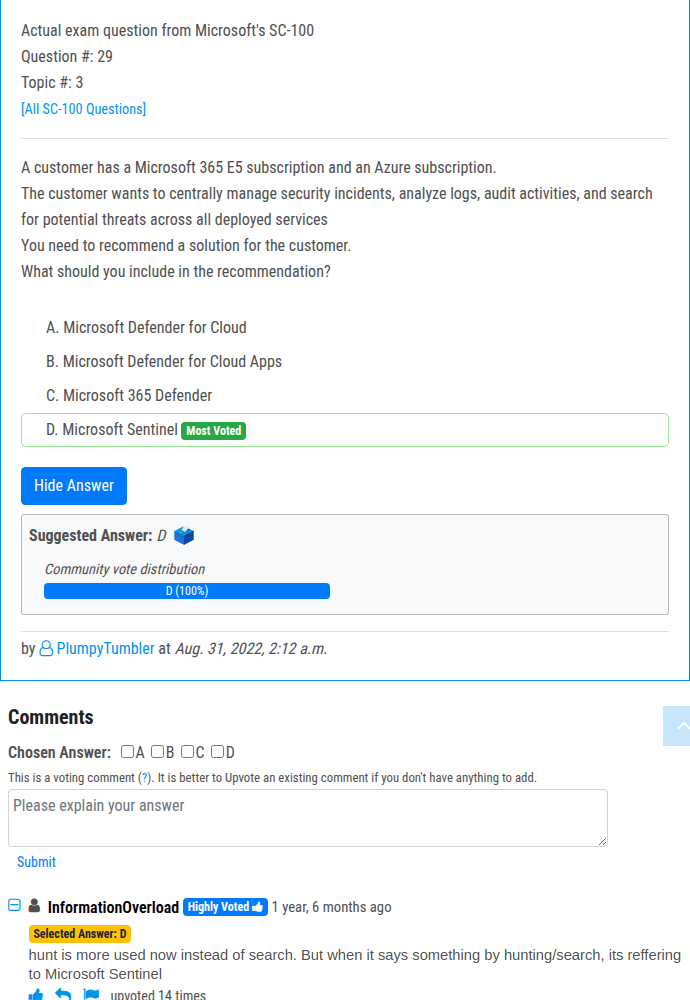 Actual exam question from Microsoft's SC-100
Question #: 29
Topic #: 3
[All SC-100 Questions]
A customer has a Microsoft 365 E5 subscription and an Azure subscription.
The customer wants to centrally manage security incidents, analyze logs, audit activities, and search
for potential threats across all deployed services
You need to recommend a solution for the customer.
What should you include in the recommendation?
A. Microsoft Defender for Cloud
B. Microsoft Defender for Cloud Apps
C. Microsoft 365 Defender
D. Microsoft Sentinel Most Voted
Hide Answer
Suggested Answer: D
Community vote distribution
D (100%)
by PlumpyTumbler at Aug. 31, 2022, 2:12 a.m.
Comments
Chosen Answer: A B C D
This is a voting comment (?). It is better to Upvote an existing comment if you don't have anything to add.
Please explain your answer
Submit
InformationOverload Highly Voted 1 year, 6 months ago
Selected Answer: D
hunt is more used now instead of search. But when it says something by hunting/search, its reffering
to Microsoft Sentinel
upvoted 14 times